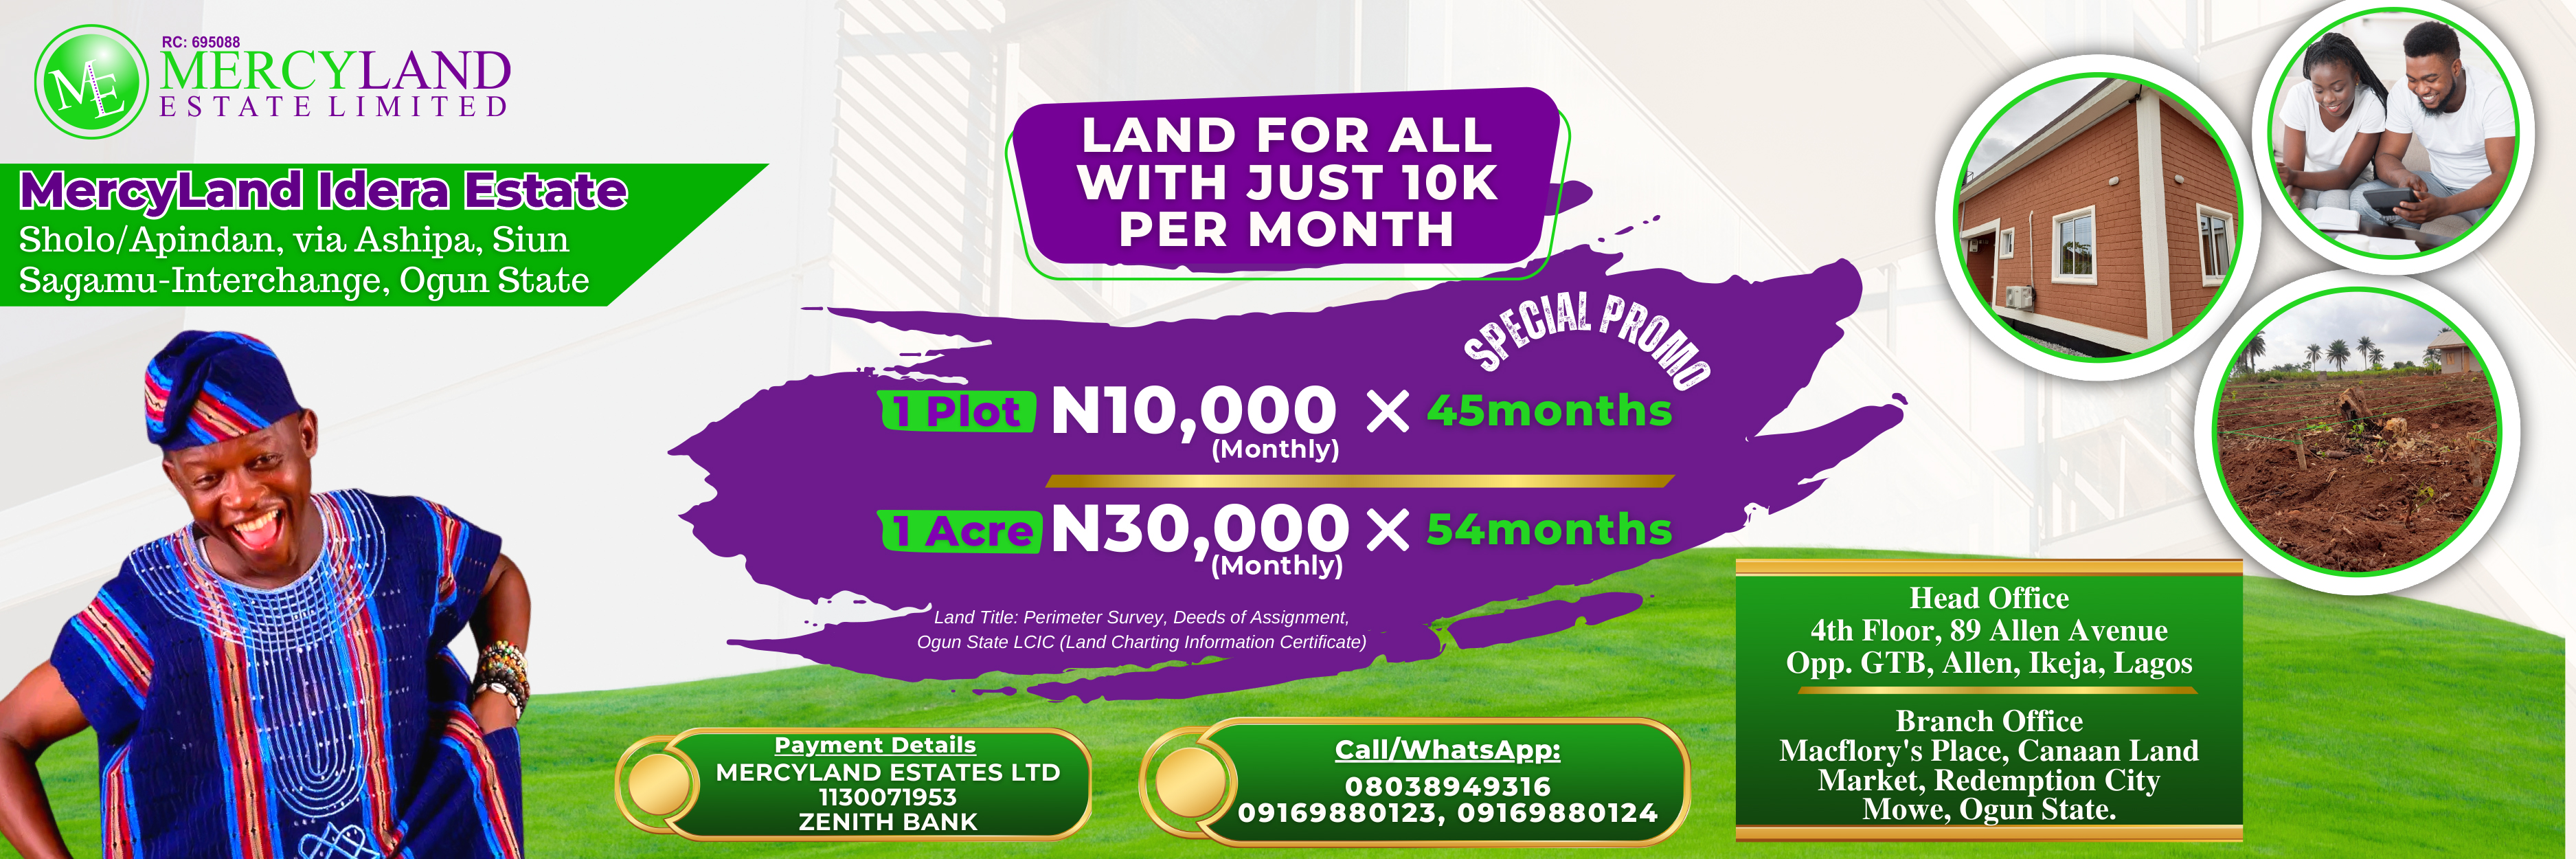 RC: 695088
ME
MERCYLAND
ESTATE LIMITED
MercyLand Idera Estate
Sholo/Apindan, via Ashipa, Siun
Sagamu-Interchange, Ogun State
LAND FOR ALL
WITH JUST 10K
PER MONTH
SPECIAL PROMO
1 Plot N10,000 × 45months
(Monthly)
1 Acre N30,000 × 54months
(Monthly)
Land Title: Perimeter Survey, Deeds of Assignment,
Ogun State LCIC (Land Charting Information Certificate)
Payment Details
MERCYLAND ESTATES LTD
1130071953
ZENITH BANK
Call/WhatsApp:
08038949316
09169880123, 09169880124
Head Office
4th Floor, 89 Allen Avenue
Opp. GTB, Allen, Ikeja, Lagos
Branch Office
Macflory's Place, Canaan Land
Market, Redemption City
Mowe, Ogun State.